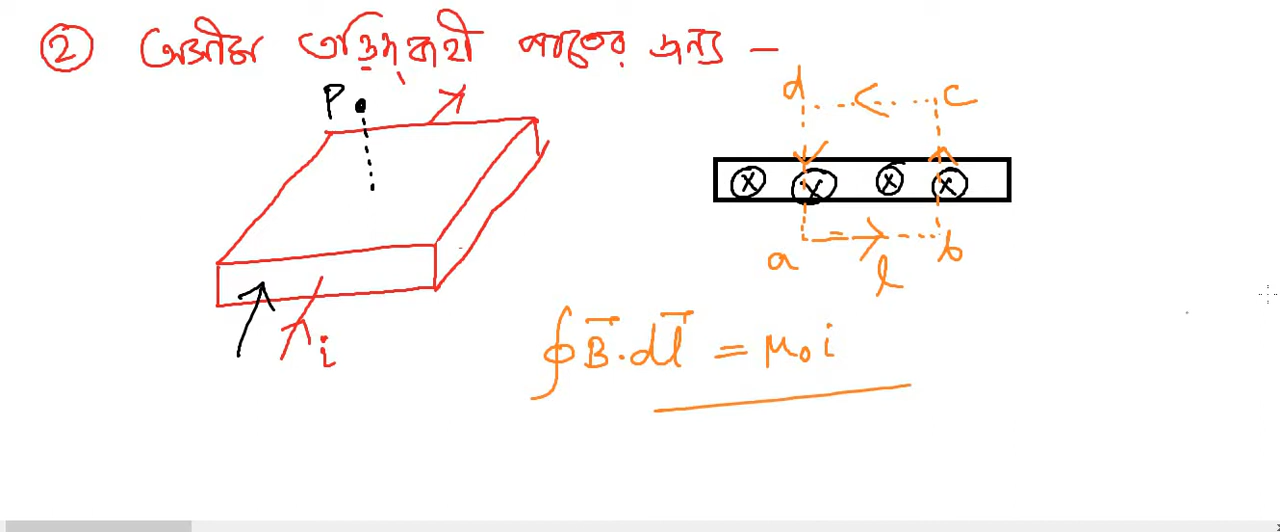 ② অসীম তড়িৎবাহী পাতের জন্য –
P
d c
x x x x
a b
l
i
∮B⃗.dl⃗ = μ₀i